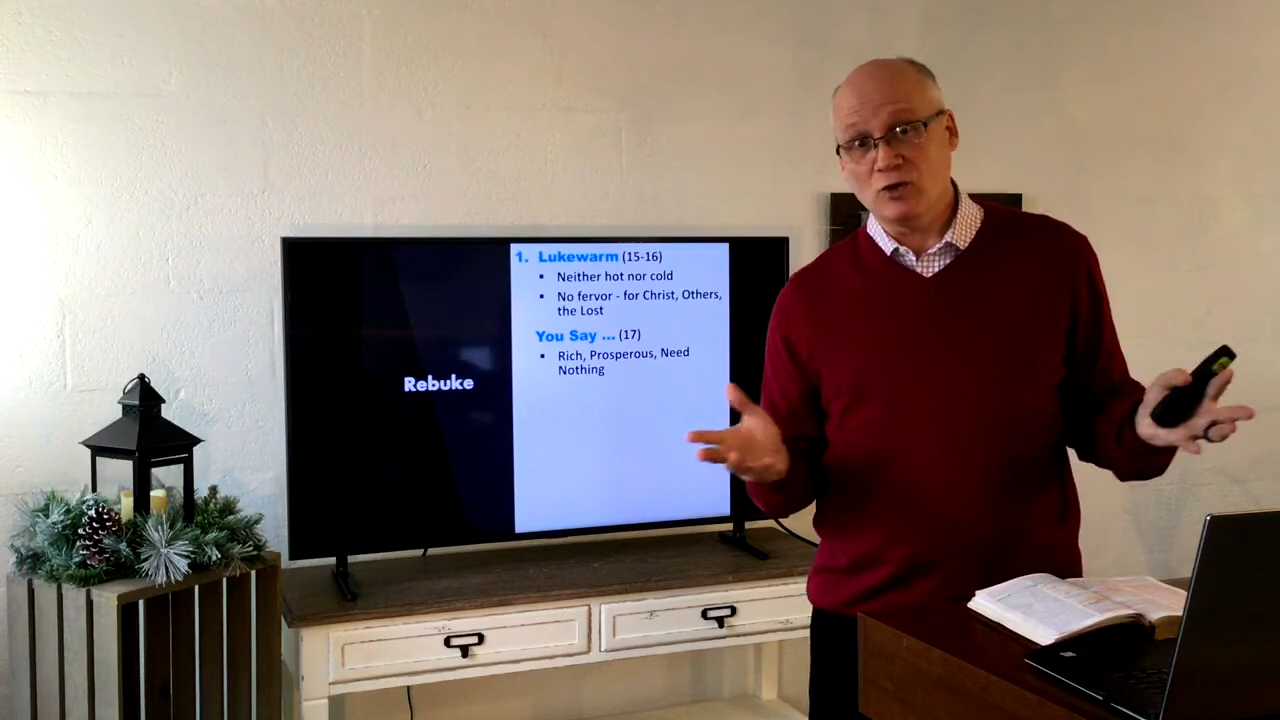 Rebuke
1. Lukewarm (15-16)
▪ Neither hot nor cold
▪ No fervor - for Christ, Others,
the Lost
You Say ... (17)
▪ Rich, Prosperous, Need
Nothing